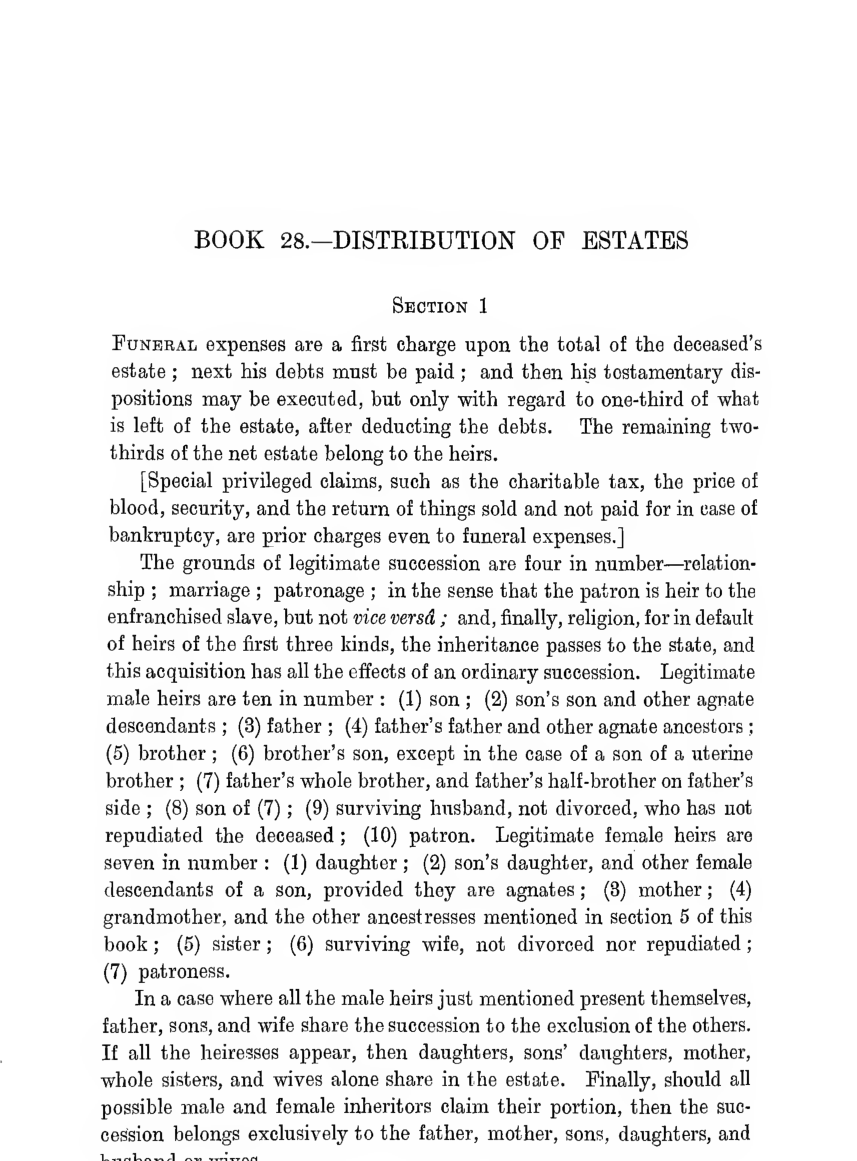 BOOK 28.—DISTRIBUTION OF ESTATES
SECTION 1
FUNERAL expenses are a first charge upon the total of the deceased's
estate ; next his debts must be paid ; and then his testamentary dis-
positions may be executed, but only with regard to one-third of what
is left of the estate, after deducting the debts. The remaining two-
thirds of the net estate belong to the heirs.
[Special privileged claims, such as the charitable tax, the price of
blood, security, and the return of things sold and not paid for in case of
bankruptcy, are prior charges even to funeral expenses.]
The grounds of legitimate succession are four in number—relation-
ship ; marriage ; patronage ; in the sense that the patron is heir to the
enfranchised slave, but not vice versâ ; and, finally, religion, for in default
of heirs of the first three kinds, the inheritance passes to the state, and
this acquisition has all the effects of an ordinary succession. Legitimate
male heirs are ten in number : (1) son ; (2) son's son and other agnate
descendants ; (3) father ; (4) father's father and other agnate ancestors ;
(5) brother ; (6) brother's son, except in the case of a son of a uterine
brother ; (7) father's whole brother, and father's half-brother on father's
side ; (8) son of (7) ; (9) surviving husband, not divorced, who has not
repudiated the deceased ; (10) patron. Legitimate female heirs are
seven in number : (1) daughter ; (2) son's daughter, and other female
descendants of a son, provided they are agnates ; (3) mother ; (4)
grandmother, and the other ancestresses mentioned in section 5 of this
book ; (5) sister ; (6) surviving wife, not divorced nor repudiated ;
(7) patroness.
In a case where all the male heirs just mentioned present themselves,
father, sons, and wife share the succession to the exclusion of the others.
If all the heiresses appear, then daughters, sons' daughters, mother,
whole sisters, and wives alone share in the estate. Finally, should all
possible male and female inheritors claim their portion, then the suc-
cession belongs exclusively to the father, mother, sons, daughters, and
husband or wives.